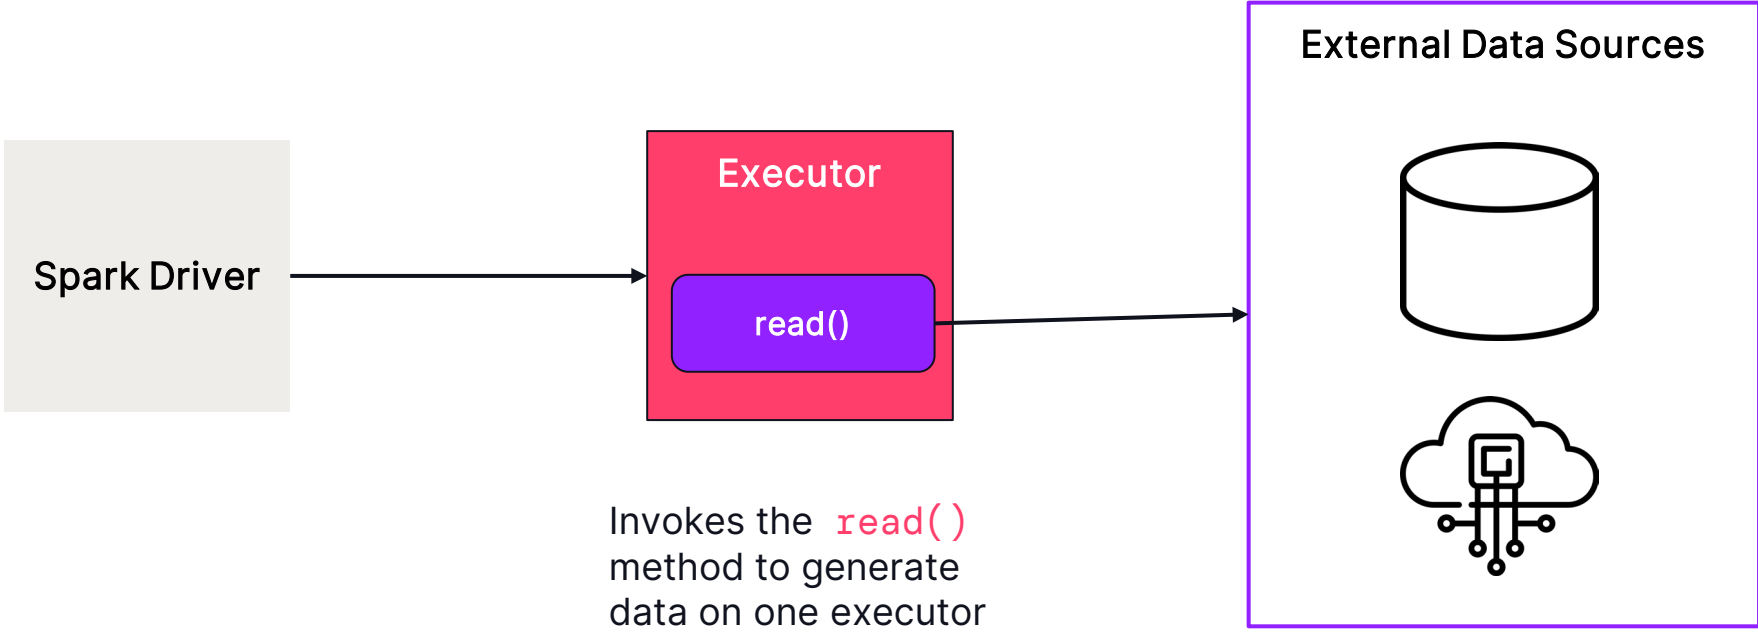 External Data Sources
Executor
Spark Driver
read()
Invokes the read()
method to generate
data on one executor